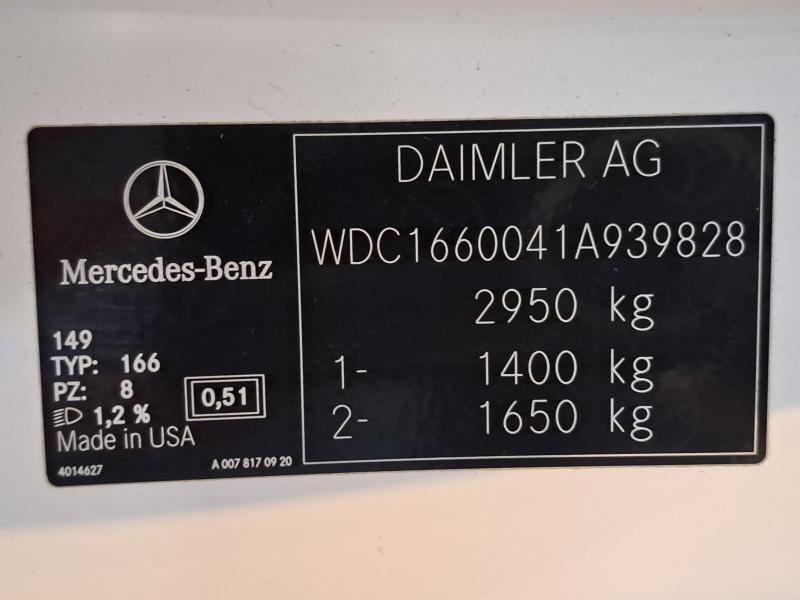 Mercedes-Benz
149
TYP: 166
PZ: 8
0,51
1,2 %
Made in USA
4014627
A 007 817 09 20
DAIMLER AG
WDC1660041A939828
2950 kg
1- 1400 kg
2- 1650 kg